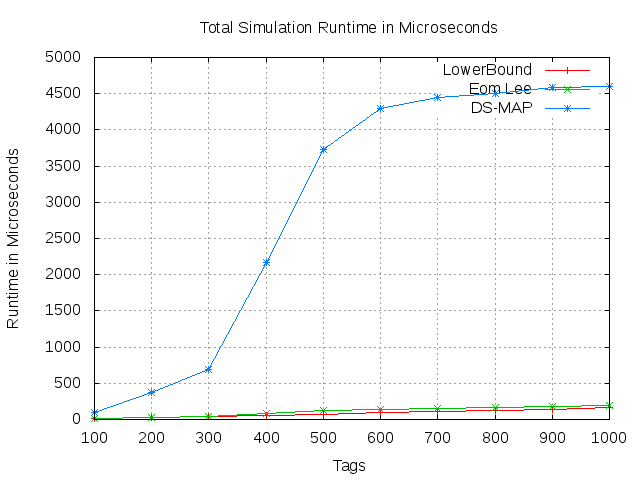 Total Simulation Runtime in Microseconds
LowerBound
Eom Lee
DS-MAP
Runtime in Microseconds
5000
4500
4000
3500
3000
2500
2000
1500
1000
500
0
100 200 300 400 500 600 700 800 900 1000
Tags